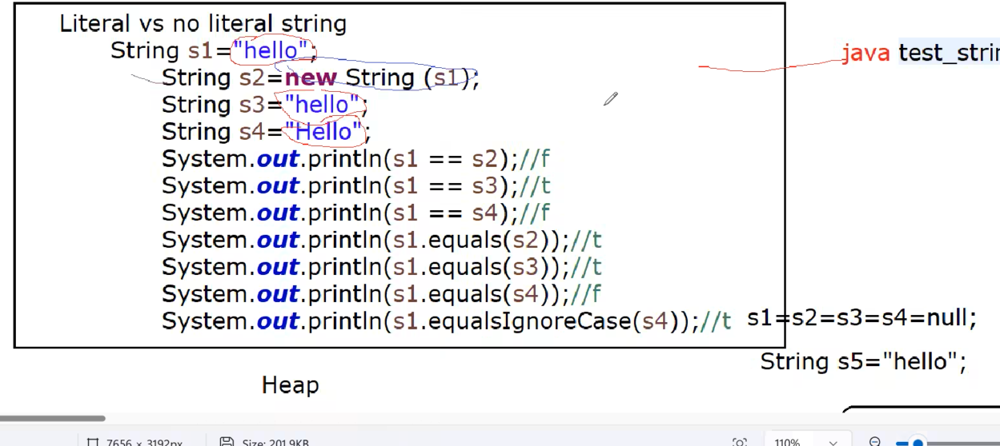 Literal vs no literal string
String s1="hello";
String s2=new String (s1);
String s3="hello";
String s4="Hello";
System.out.println(s1 == s2);//f
System.out.println(s1 == s3);//t
System.out.println(s1 == s4);//f
System.out.println(s1.equals(s2));//t
System.out.println(s1.equals(s3));//t
System.out.println(s1.equals(s4));//f
System.out.println(s1.equalsIgnoreCase(s4));//t
java
s1=s2=s3=s4=null;
String s5="hello";
Heap
7656 × 3192px Size: 201.9KB 110%